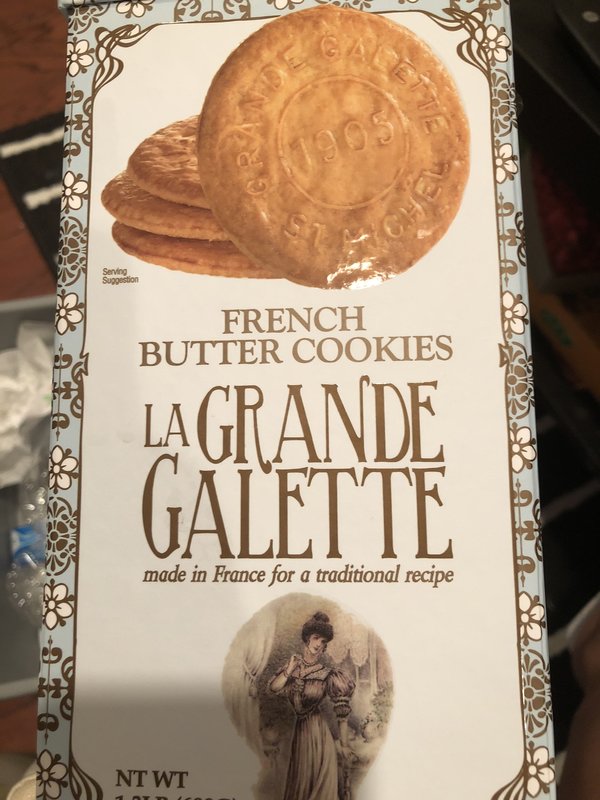 GRANDE GALETTE
1905
ST MICHEL
Serving
Suggestion
FRENCH
BUTTER COOKIES
LA GRANDE
GALETTE
made in France for a traditional recipe
NT WT